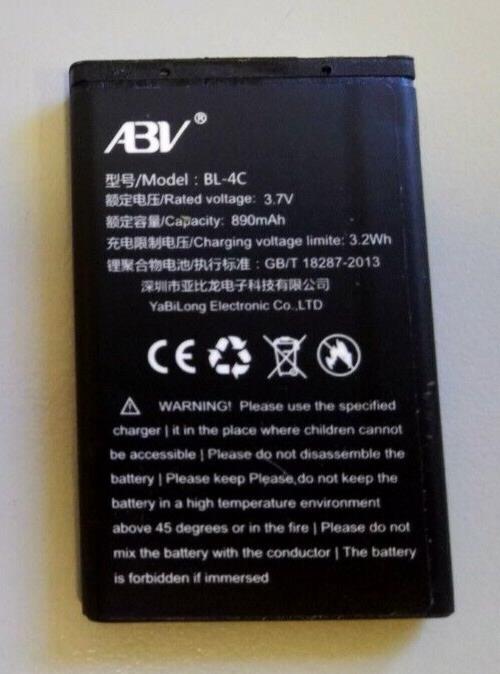 ABV®
型号/Model : BL-4C
额定电压/Rated voltage: 3.7V
额定容量/Capacity: 890mAh
充电限制电压/Charging voltage limite: 3.2Wh
锂聚合物电池/执行标准 : GB/T 18287-2013
深圳市亚比龙电子科技有限公司
YaBiLong Electronic Co.,LTD
CE
WARNING! Please use the specified
charger | it in the place where children cannot
be accessible | Please do not disassemble the
battery | Please keep Please,do not keep the
battery in a high temperature environment
above 45 degrees or in the fire | Please do not
mix the battery with the conductor | The battery
is forbidden if immersed